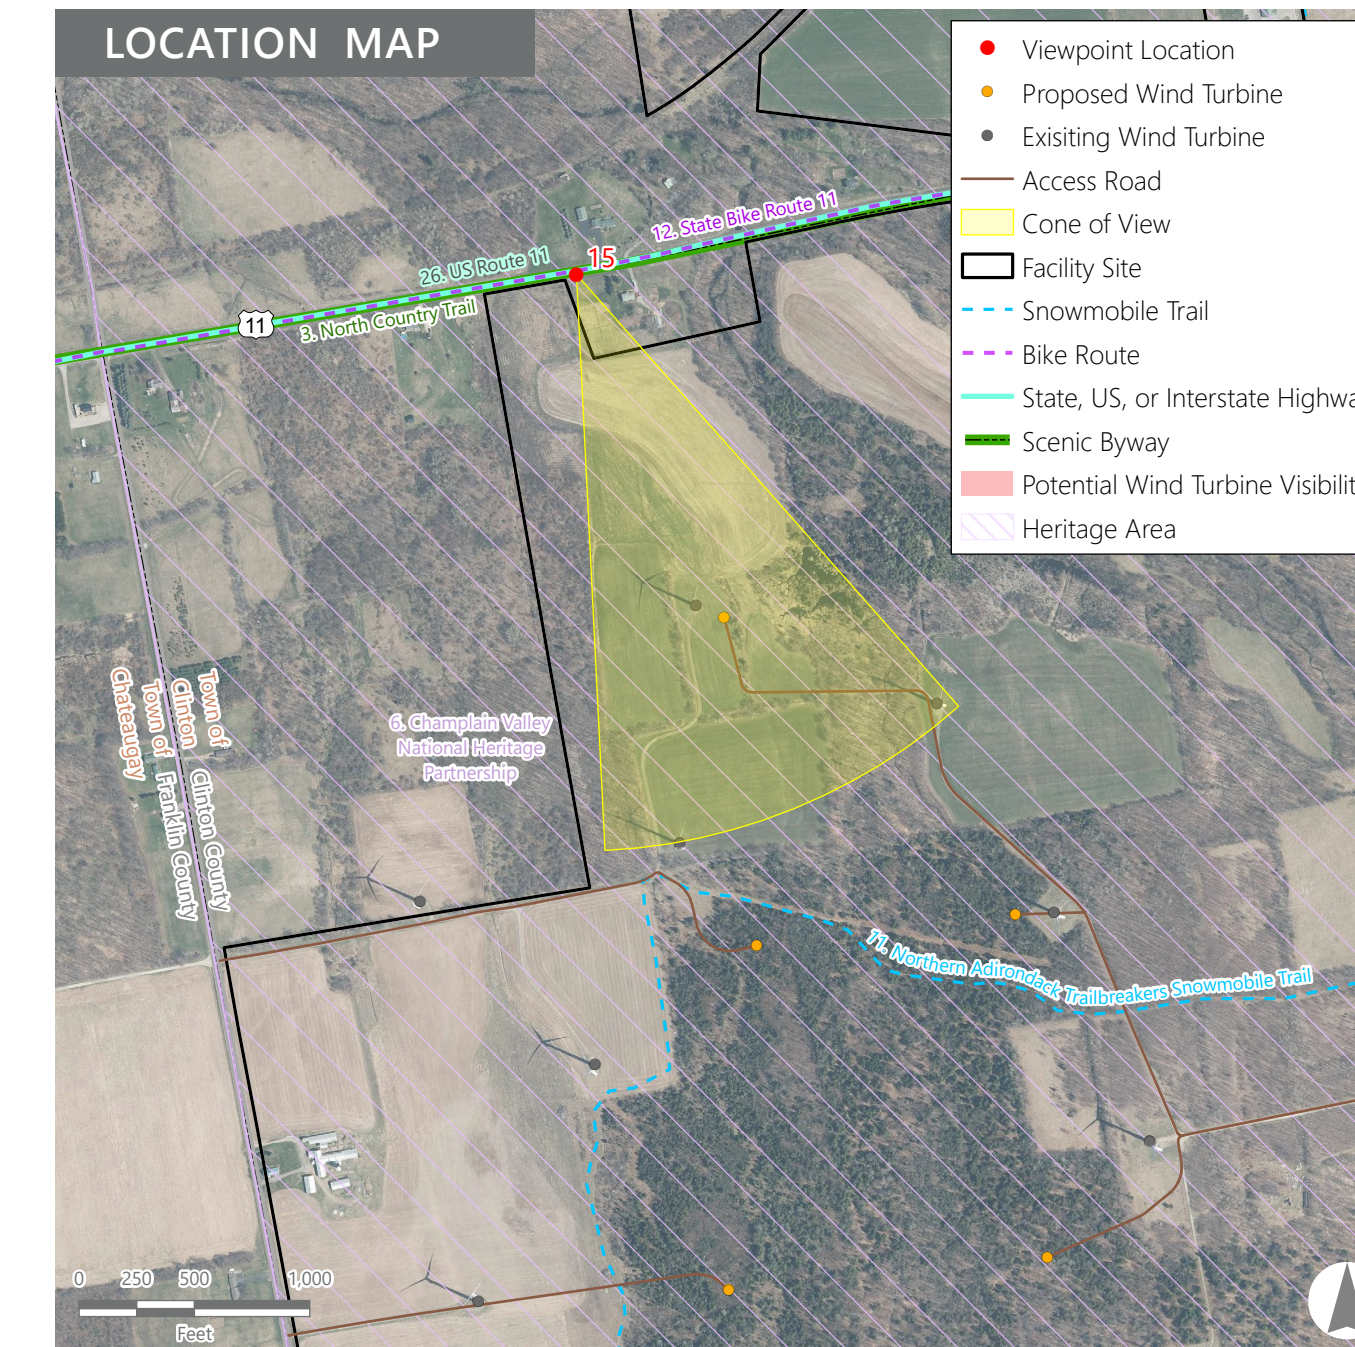 LOCATION MAP
Viewpoint Location
Proposed Wind Turbine
Exisiting Wind Turbine
Access Road
Cone of View
Facility Site
Snowmobile Trail
Bike Route
State, US, or Interstate Highwa
Scenic Byway
Potential Wind Turbine Visibilit
Heritage Area
12. State Bike Route 11
15
26. US Route 11
11
3. North Country Trail
Town of
Clinton
Clinton County
Town of
Chateaugay
Franklin County
6. Champlain Valley
National Heritage
Partnership
11. Northern Adirondack Trailbreakers Snowmobile Trail
0 250 500 1,000
Feet